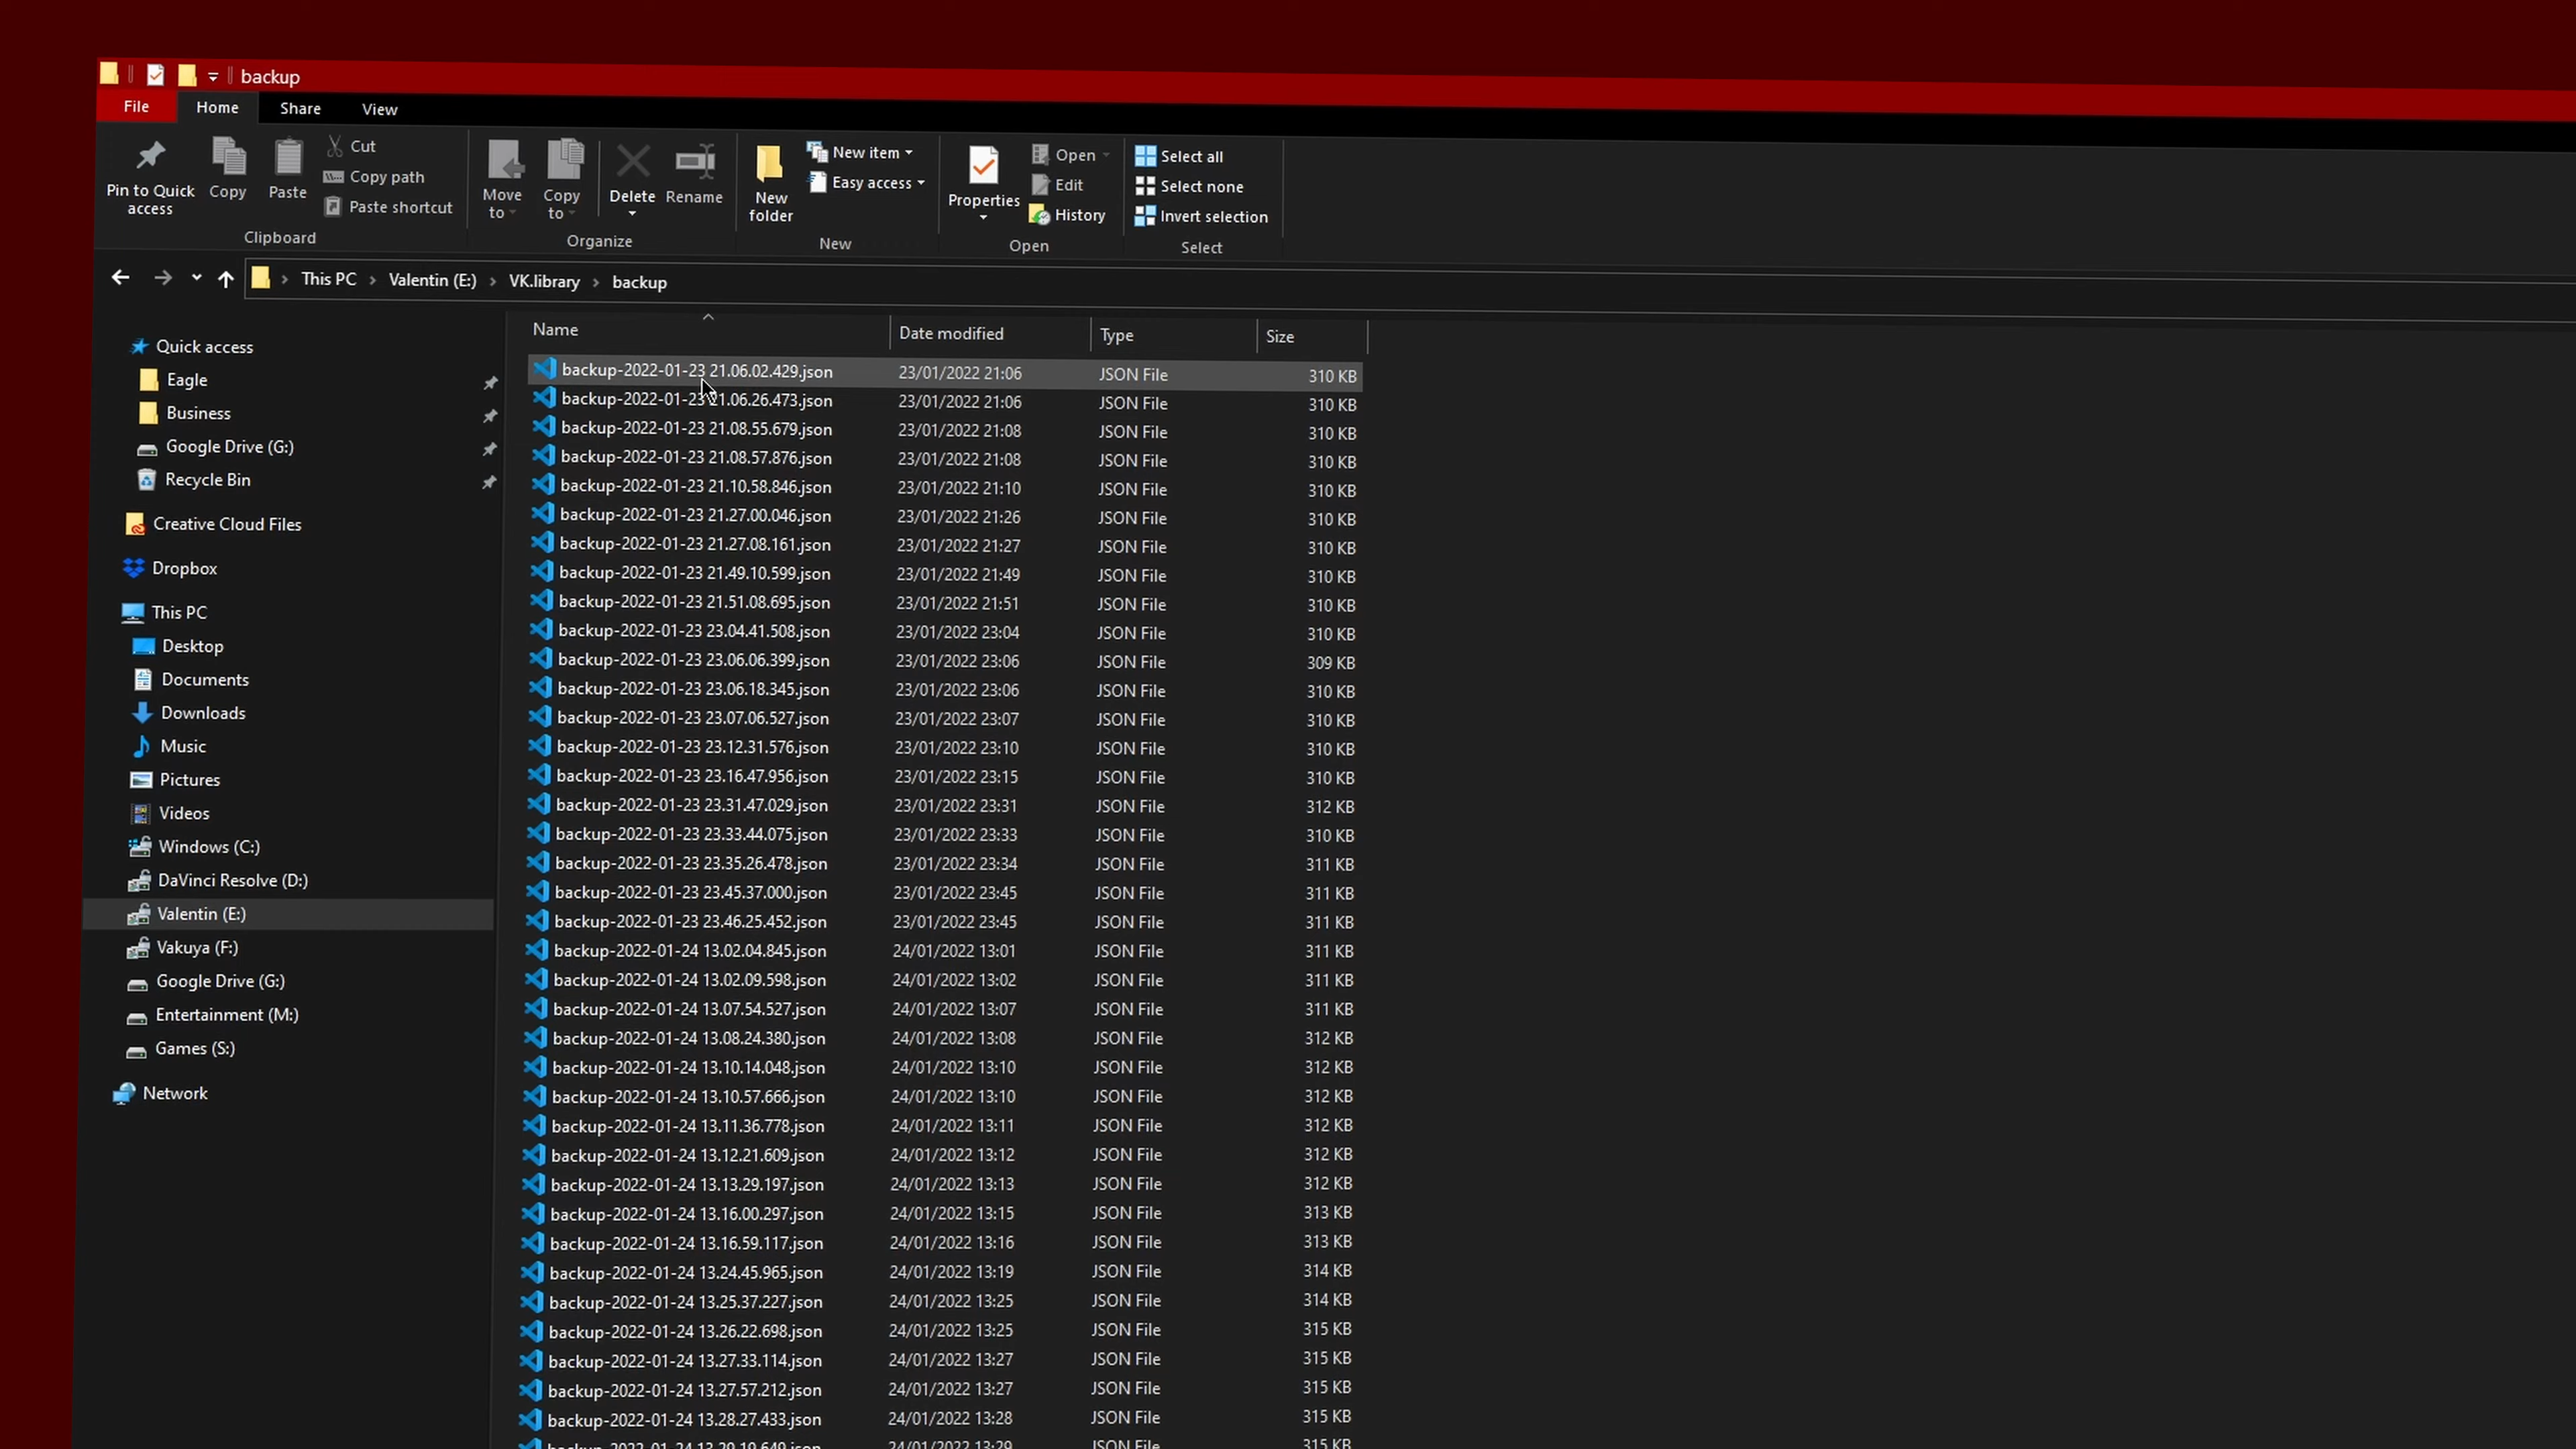 backup
File Home Share View
Pin to Quick access
Copy
Paste
Cut
Copy path
Paste shortcut
Clipboard
Move to
Copy to
Delete
Rename
Organize
New folder
New item
Easy access
New
Properties
Open
Edit
History
Open
Select all
Select none
Invert selection
Select
This PC > Valentin (E:) > VK.library > backup
Quick access
Eagle
Business
Google Drive (G:)
Recycle Bin
Creative Cloud Files
Dropbox
This PC
Desktop
Documents
Downloads
Music
Pictures
Videos
Windows (C:)
DaVinci Resolve (D:)
Valentin (E:)
Vakuya (F:)
Google Drive (G:)
Entertainment (M:)
Games (S:)
Network
Name Date modified Type Size
backup-2022-01-23 21.06.02.429.json 23/01/2022 21:06 JSON File 310 KB
backup-2022-01-23 21.06.26.473.json 23/01/2022 21:06 JSON File 310 KB
backup-2022-01-23 21.08.55.679.json 23/01/2022 21:08 JSON File 310 KB
backup-2022-01-23 21.08.57.876.json 23/01/2022 21:08 JSON File 310 KB
backup-2022-01-23 21.10.58.846.json 23/01/2022 21:10 JSON File 310 KB
backup-2022-01-23 21.27.00.046.json 23/01/2022 21:26 JSON File 310 KB
backup-2022-01-23 21.27.08.161.json 23/01/2022 21:27 JSON File 310 KB
backup-2022-01-23 21.49.10.599.json 23/01/2022 21:49 JSON File 310 KB
backup-2022-01-23 21.51.08.695.json 23/01/2022 21:51 JSON File 310 KB
backup-2022-01-23 23.04.41.508.json 23/01/2022 23:04 JSON File 310 KB
backup-2022-01-23 23.06.06.399.json 23/01/2022 23:06 JSON File 309 KB
backup-2022-01-23 23.06.18.345.json 23/01/2022 23:06 JSON File 310 KB
backup-2022-01-23 23.07.06.527.json 23/01/2022 23:07 JSON File 310 KB
backup-2022-01-23 23.12.31.576.json 23/01/2022 23:10 JSON File 310 KB
backup-2022-01-23 23.16.47.956.json 23/01/2022 23:15 JSON File 310 KB
backup-2022-01-23 23.31.47.029.json 23/01/2022 23:31 JSON File 312 KB
backup-2022-01-23 23.33.44.075.json 23/01/2022 23:33 JSON File 310 KB
backup-2022-01-23 23.35.26.478.json 23/01/2022 23:34 JSON File 311 KB
backup-2022-01-23 23.45.37.000.json 23/01/2022 23:45 JSON File 311 KB
backup-2022-01-23 23.46.25.452.json 23/01/2022 23:45 JSON File 311 KB
backup-2022-01-24 13.02.04.845.json 24/01/2022 13:01 JSON File 311 KB
backup-2022-01-24 13.02.09.598.json 24/01/2022 13:02 JSON File 311 KB
backup-2022-01-24 13.07.54.527.json 24/01/2022 13:07 JSON File 311 KB
backup-2022-01-24 13.08.24.380.json 24/01/2022 13:08 JSON File 312 KB
backup-2022-01-24 13.10.14.048.json 24/01/2022 13:10 JSON File 312 KB
backup-2022-01-24 13.10.57.666.json 24/01/2022 13:10 JSON File 312 KB
backup-2022-01-24 13.11.36.778.json 24/01/2022 13:11 JSON File 312 KB
backup-2022-01-24 13.12.21.609.json 24/01/2022 13:12 JSON File 312 KB
backup-2022-01-24 13.13.29.197.json 24/01/2022 13:13 JSON File 312 KB
backup-2022-01-24 13.16.00.297.json 24/01/2022 13:15 JSON File 313 KB
backup-2022-01-24 13.16.59.117.json 24/01/2022 13:16 JSON File 313 KB
backup-2022-01-24 13.24.45.965.json 24/01/2022 13:19 JSON File 314 KB
backup-2022-01-24 13.25.37.227.json 24/01/2022 13:25 JSON File 314 KB
backup-2022-01-24 13.26.22.698.json 24/01/2022 13:25 JSON File 315 KB
backup-2022-01-24 13.27.33.114.json 24/01/2022 13:27 JSON File 315 KB
backup-2022-01-24 13.27.57.212.json 24/01/2022 13:27 JSON File 315 KB
backup-2022-01-24 13.28.27.433.json 24/01/2022 13:28 JSON File 315 KB